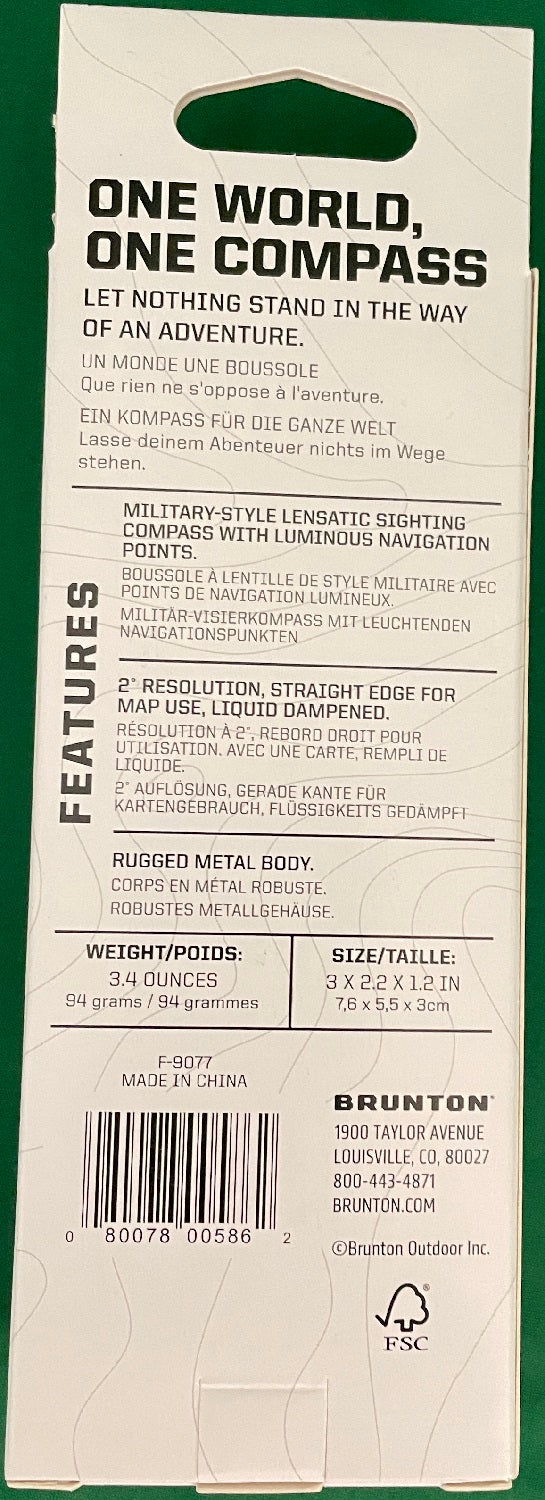 ONE WORLD,
ONE COMPASS
LET NOTHING STAND IN THE WAY
OF AN ADVENTURE.
UN MONDE UNE BOUSSOLE
Que rien ne s'oppose à l'aventure.
EIN KOMPASS FÜR DIE GANZE WELT
Lasse deinem Abenteuer nichts im Wege
stehen.
FEATURES
MILITARY-STYLE LENSATIC SIGHTING
COMPASS WITH LUMINOUS NAVIGATION
POINTS.
BOUSSOLE À LENTILLE DE STYLE MILITAIRE AVEC
POINTS DE NAVIGATION LUMINEUX.
MILITÄR-VISIERKOMPASS MIT LEUCHTENDEN
NAVIGATIONSPUNKTEN
2° RESOLUTION, STRAIGHT EDGE FOR
MAP USE, LIQUID DAMPENED.
RÉSOLUTION À 2°, REBORD DROIT POUR
UTILISATION. AVEC UNE CARTE, REMPLI DE
LIQUIDE.
2° AUFLÖSUNG, GERADE KANTE FÜR
KARTENGEBRAUCH, FLÜSSIGKEITS GEDÄMPFT
RUGGED METAL BODY.
CORPS EN MÉTAL ROBUSTE.
ROBUSTES METALLGEHÄUSE.
WEIGHT/POIDS:
3.4 OUNCES
94 grams / 94 grammes
SIZE/TAILLE:
3 X 2.2 X 1.2 IN
7,6 x 5,5 x 3cm
F-9077
MADE IN CHINA
0 80078 00586 2
BRUNTON®
1900 TAYLOR AVENUE
LOUISVILLE, CO, 80027
800-443-4871
BRUNTON.COM
©Brunton Outdoor Inc.
®
FSC